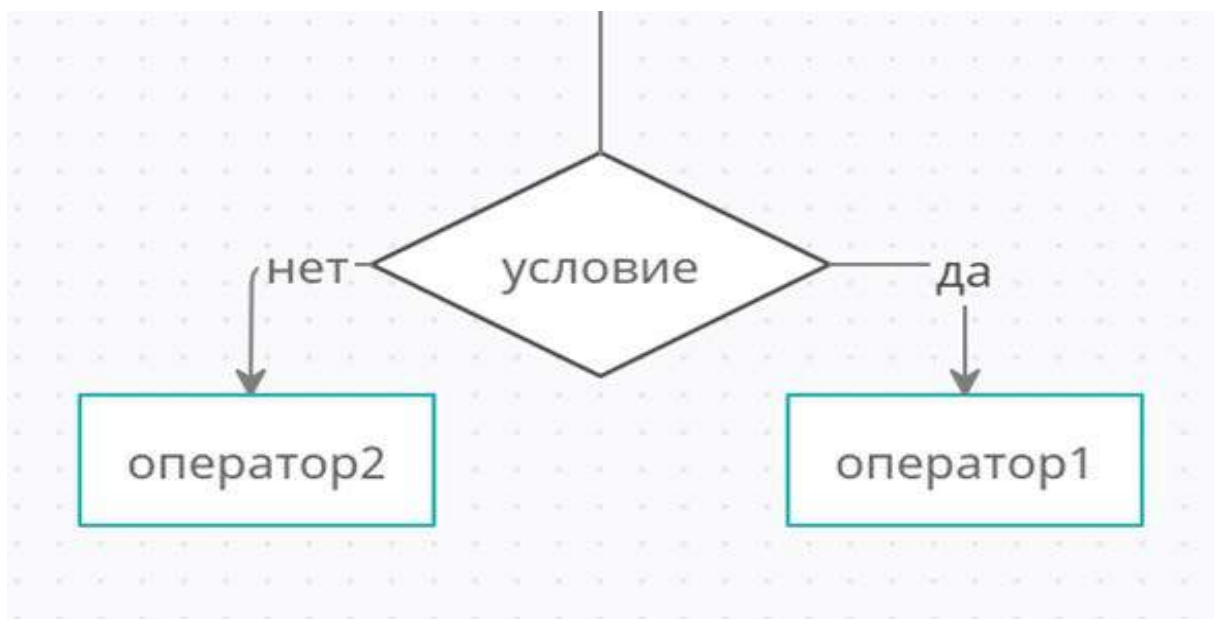 условие
нет
да
оператор2
оператор1